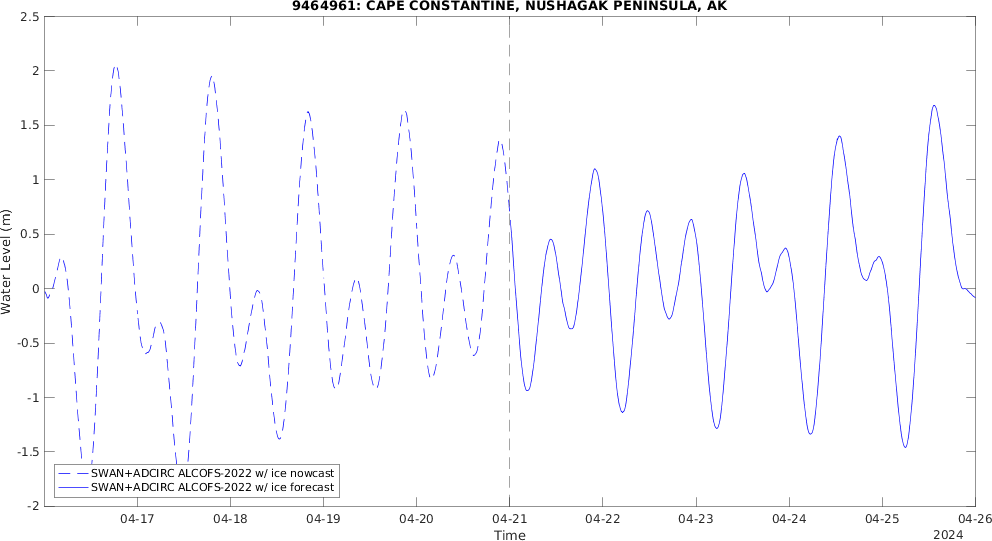 9464961: CAPE CONSTANTINE, NUSHAGAK PENINSULA, AK
2.5
2
1.5
1
0.5
0
-0.5
-1
-1.5
-2
Water Level (m)
SWAN+ADCIRC ALCOFS-2022 w/ ice nowcast
SWAN+ADCIRC ALCOFS-2022 w/ ice forecast
04-17 04-18 04-19 04-20 04-21 04-22 04-23 04-24 04-25 04-26
Time
2024